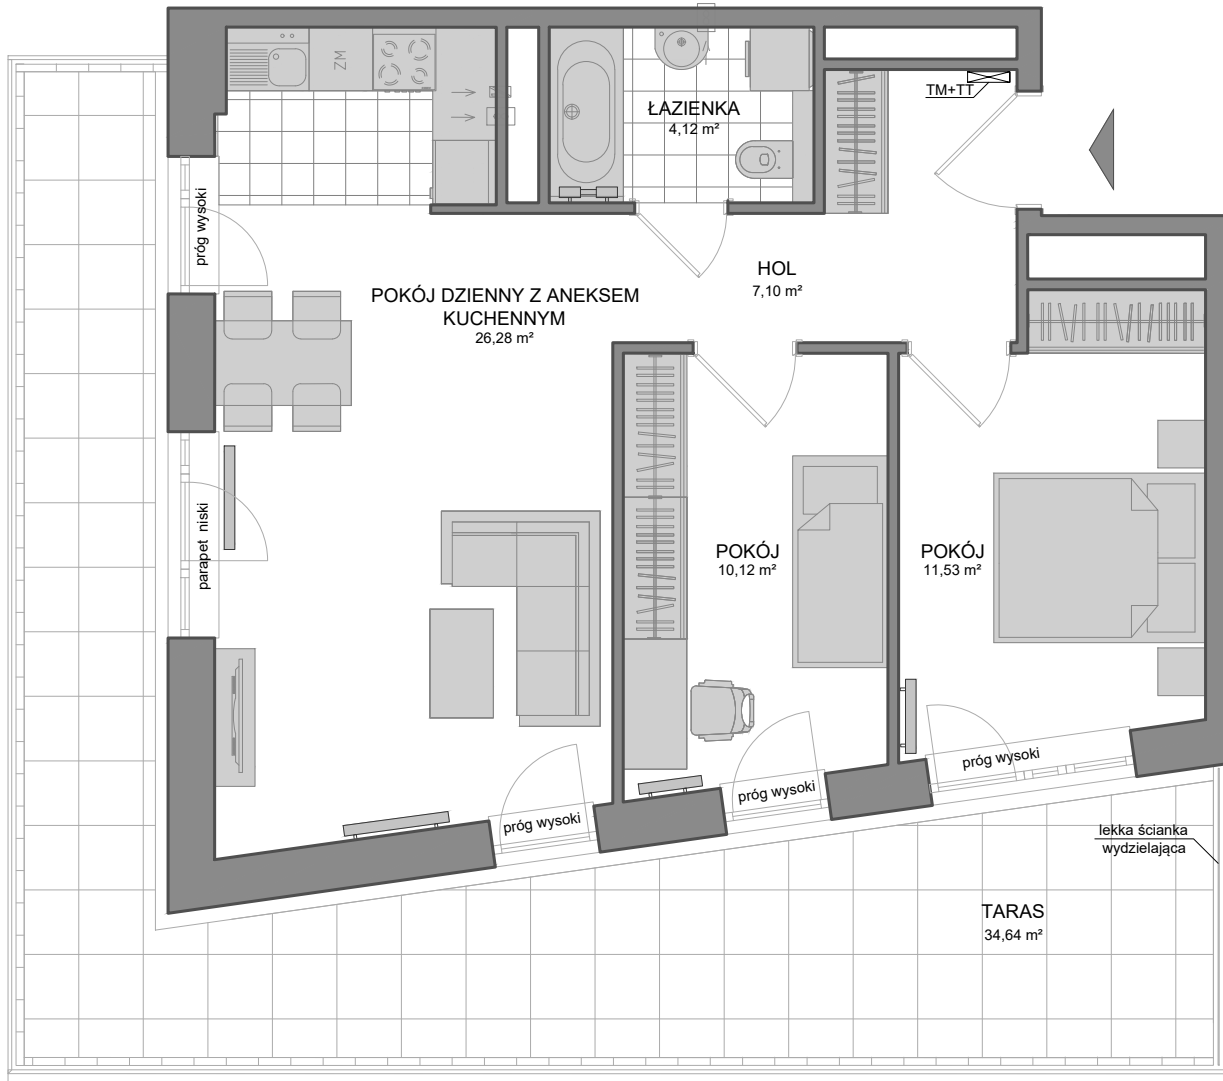 ZM
ŁAZIENKA
4,12 m²
TM+TT
próg wysoki
HOL
7,10 m²
POKÓJ DZIENNY Z ANEKSEM
KUCHENNYM
26,28 m²
parapet niski
POKÓJ
10,12 m²
POKÓJ
11,53 m²
próg wysoki
próg wysoki
próg wysoki
lekka ścianka
wydzielająca
TARAS
34,64 m²